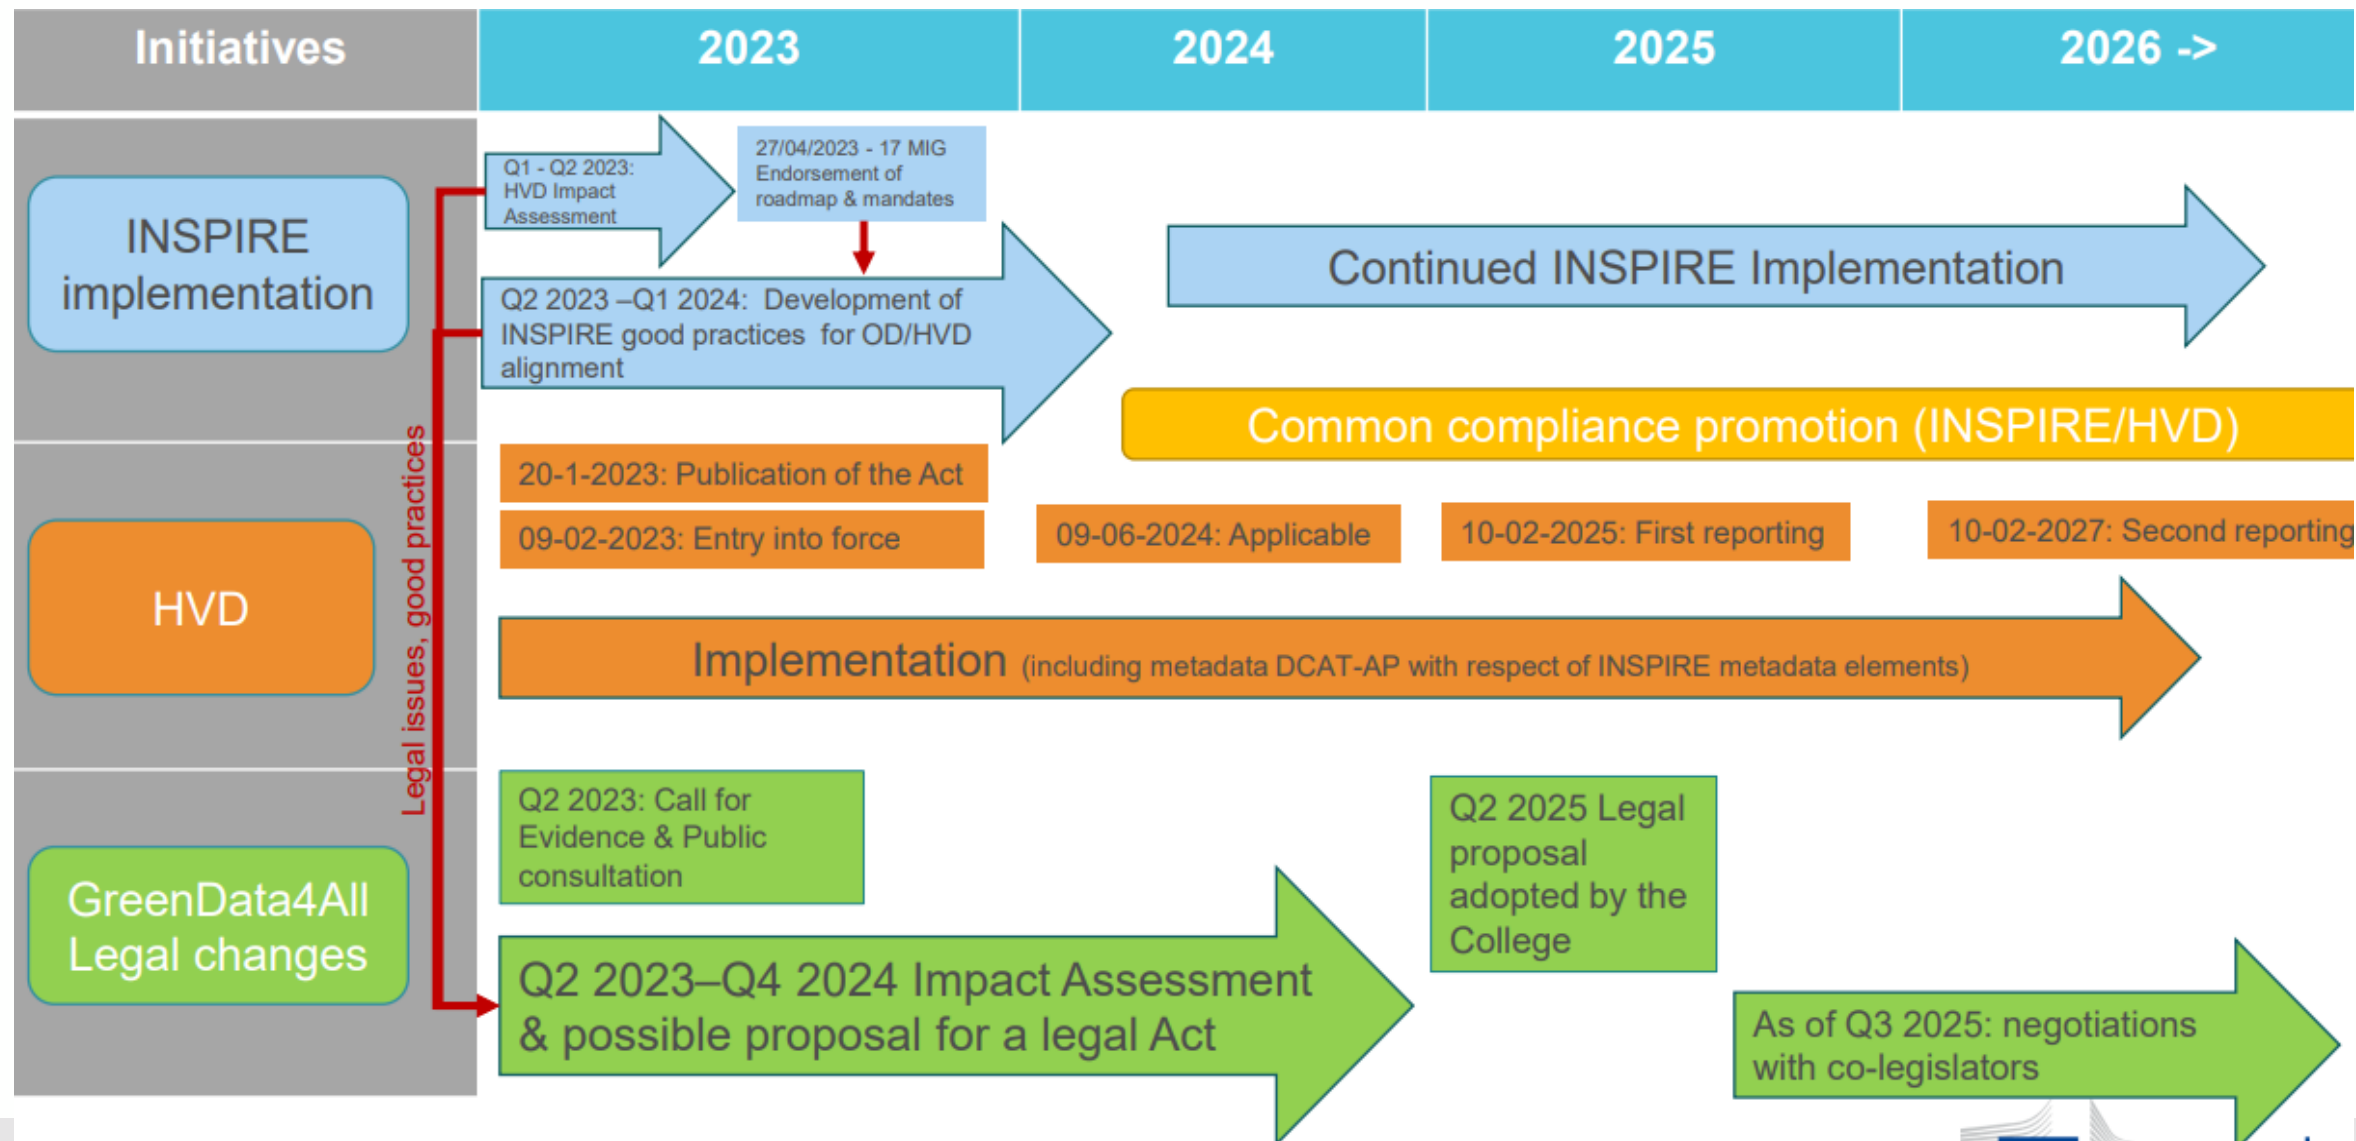 Initiatives
2023
2024
2025
2026 ->
INSPIRE
implementation
Q1 - Q2 2023:
HVD Impact
Assessment
27/04/2023 - 17 MIG
Endorsement of
roadmap & mandates
Q2 2023 –Q1 2024: Development of
INSPIRE good practices for OD/HVD
alignment
Continued INSPIRE Implementation
Common compliance promotion (INSPIRE/HVD)
Legal issues, good practices
HVD
20-1-2023: Publication of the Act
09-02-2023: Entry into force
09-06-2024: Applicable
10-02-2025: First reporting
10-02-2027: Second reporting
Implementation (including metadada DCAT-AP with respect of INSPIRE metadata elements)
GreenData4All
Legal changes
Q2 2023: Call for
Evidence & Public
consultation
Q2 2023–Q4 2024 Impact Assessment
& possible proposal for a legal Act
Q2 2025 Legal
proposal
adopted by the
College
As of Q3 2025: negotiations
with co-legislators